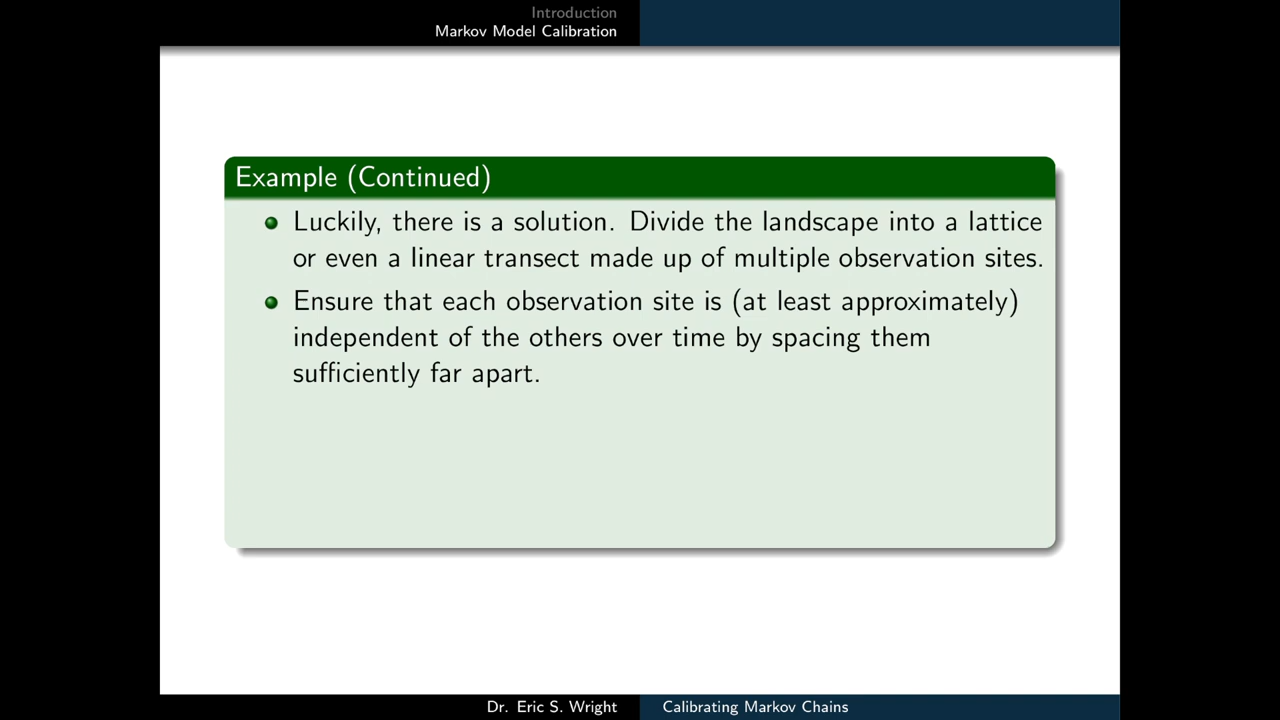 Introduction
Markov Model Calibration
Example (Continued)
Luckily, there is a solution. Divide the landscape into a lattice
or even a linear transect made up of multiple observation sites.
Ensure that each observation site is (at least approximately)
independent of the others over time by spacing them
sufficiently far apart.
Dr. Eric S. Wright
Calibrating Markov Chains